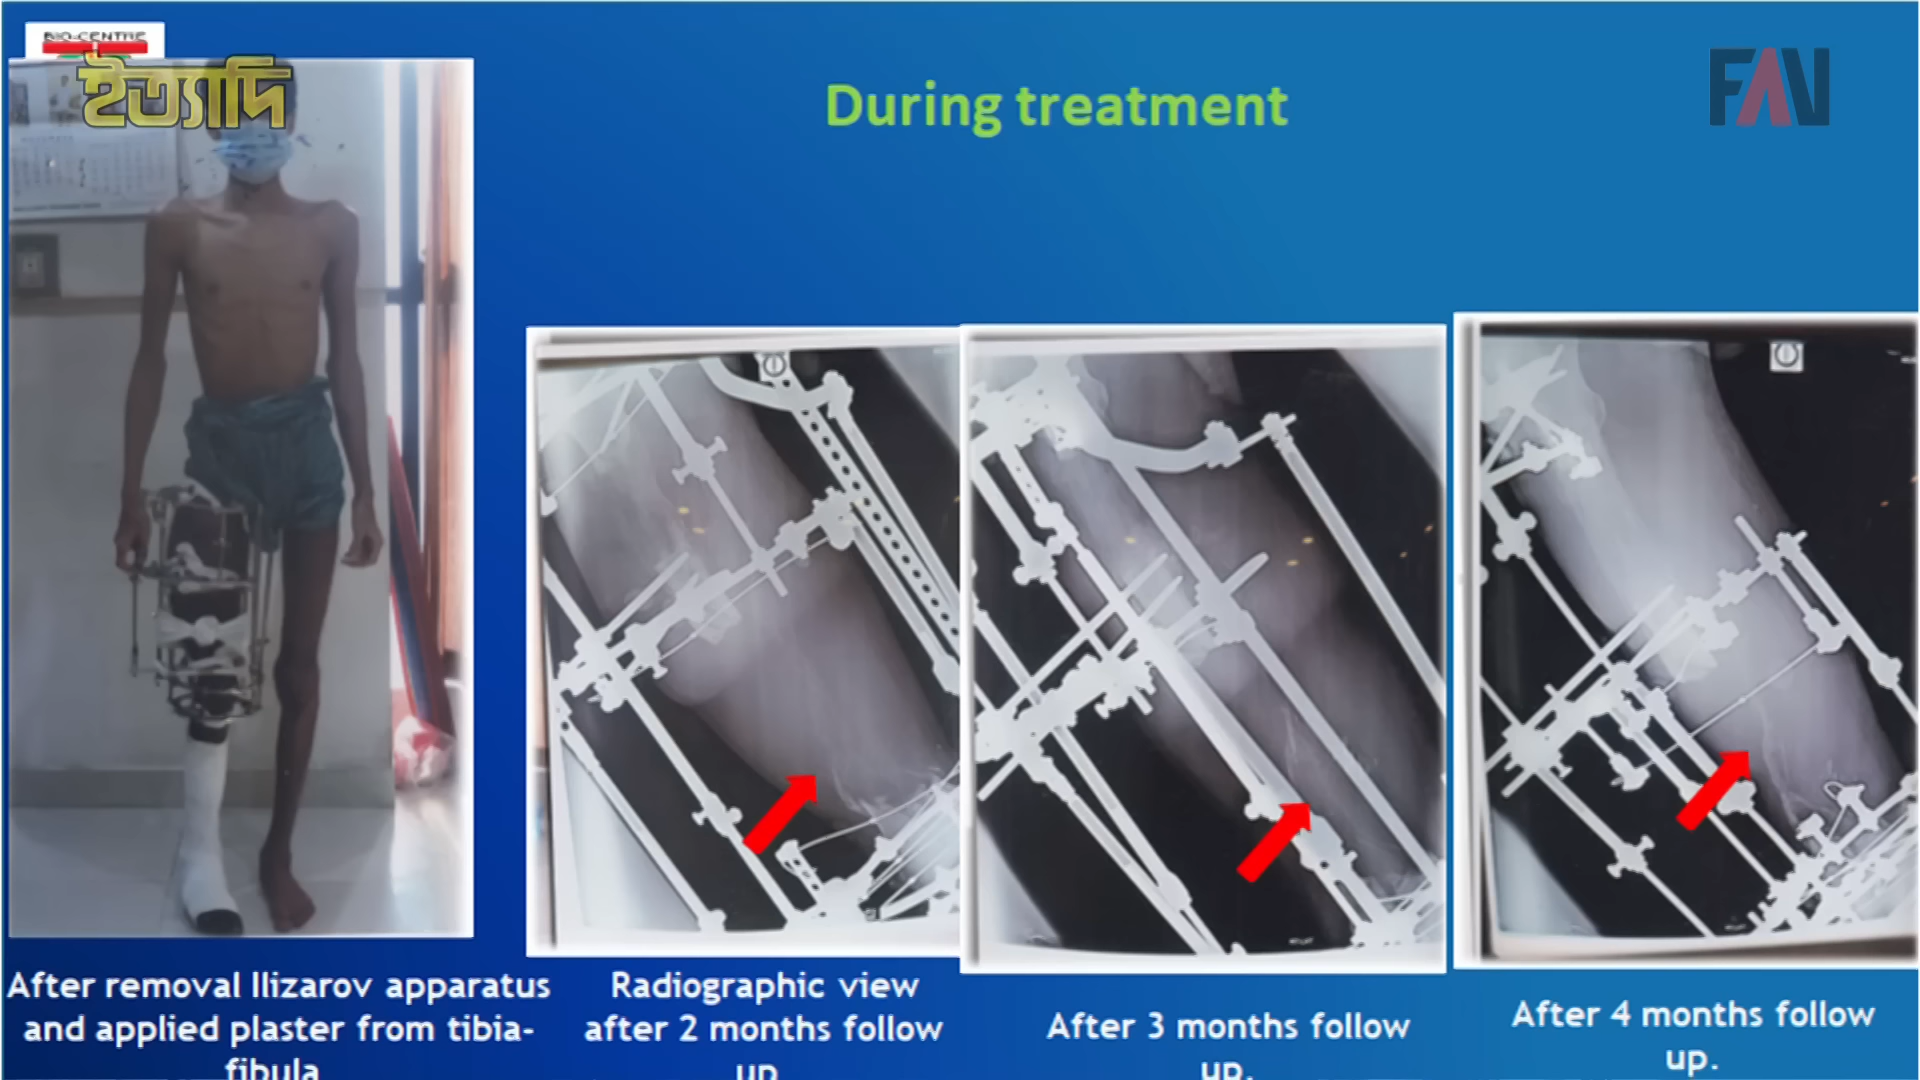 BIO-CENTRE
ইত্যাদি
FAN
During treatment
After removal Ilizarov apparatus
and applied plaster from tibia-
fibula
Radiographic view
after 2 months follow
up
After 3 months follow
up.
After 4 months follow
up.